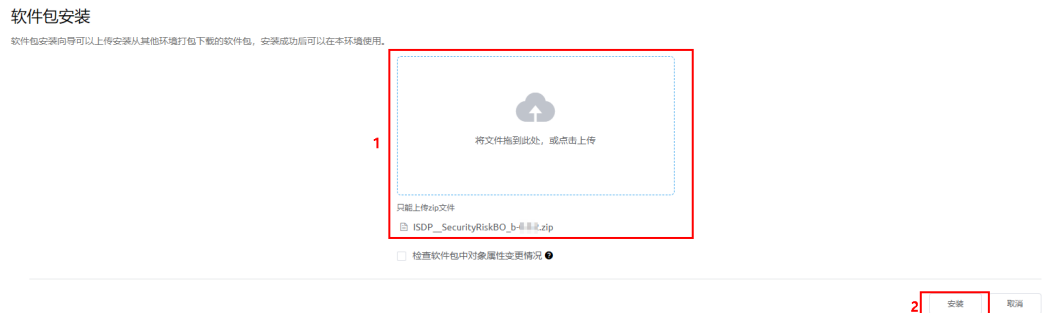 软件包安装
软件包安装向导可以上传安装从其他环境打包下载的软件包，安装成功后可以在本环境使用。
1
将文件拖到此处，或点击上传
只能上传zip文件
ISDP__SecurityRiskBO_b-.zip
检查软件包中对象属性变更情况 ?
2
安装
取消